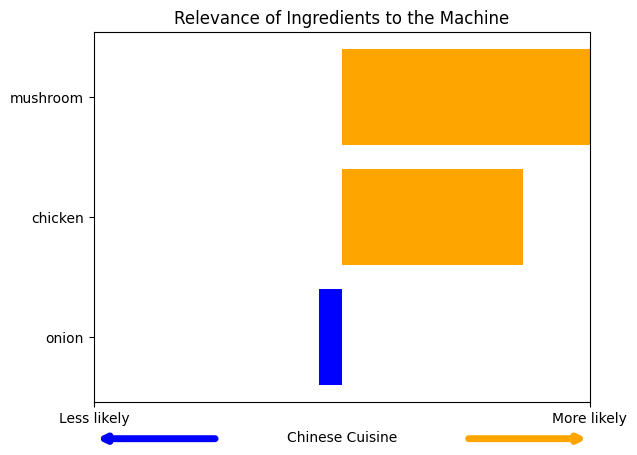 Relevance of Ingredients to the Machine
mushroom
chicken
onion
Less likely
More likely
Chinese Cuisine